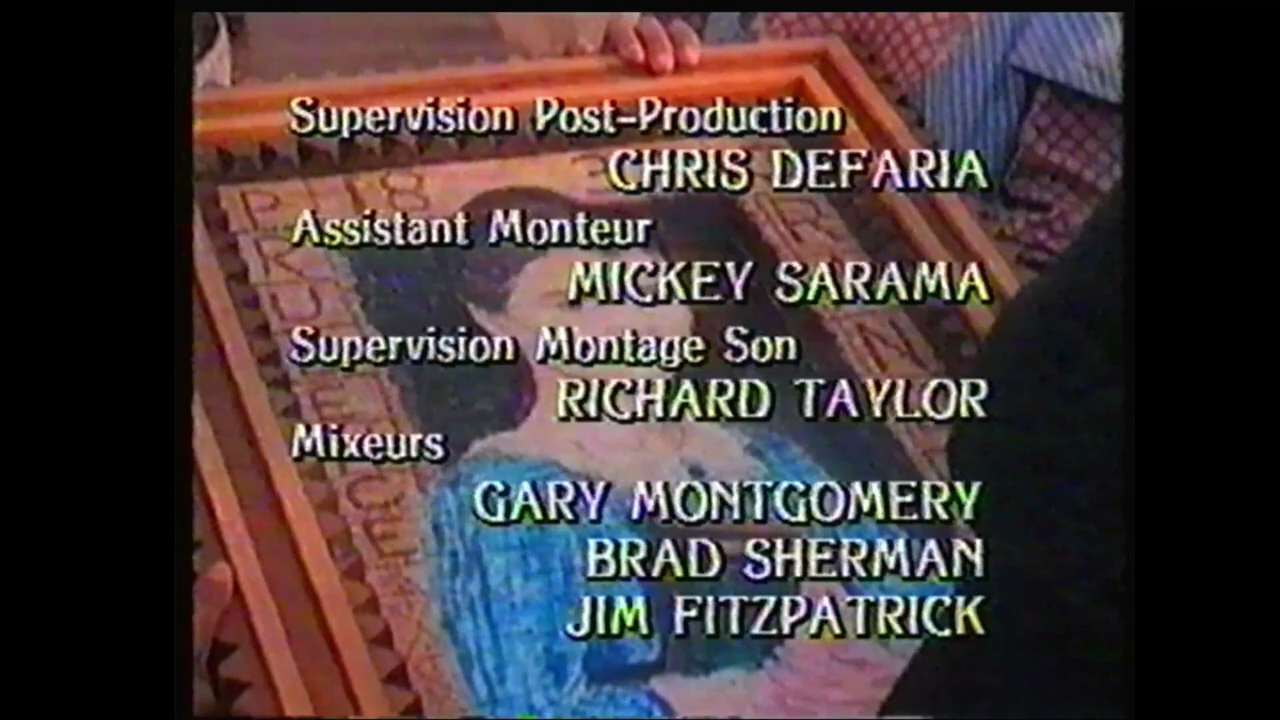 Supervision Post-Production
CHRIS DEFARIA
Assistant Monteur
MICKEY SARAMA
Supervision Montage Son
RICHARD TAYLOR
Mixeurs
GARY MONTGOMERY
BRAD SHERMAN
JIM FITZPATRICK